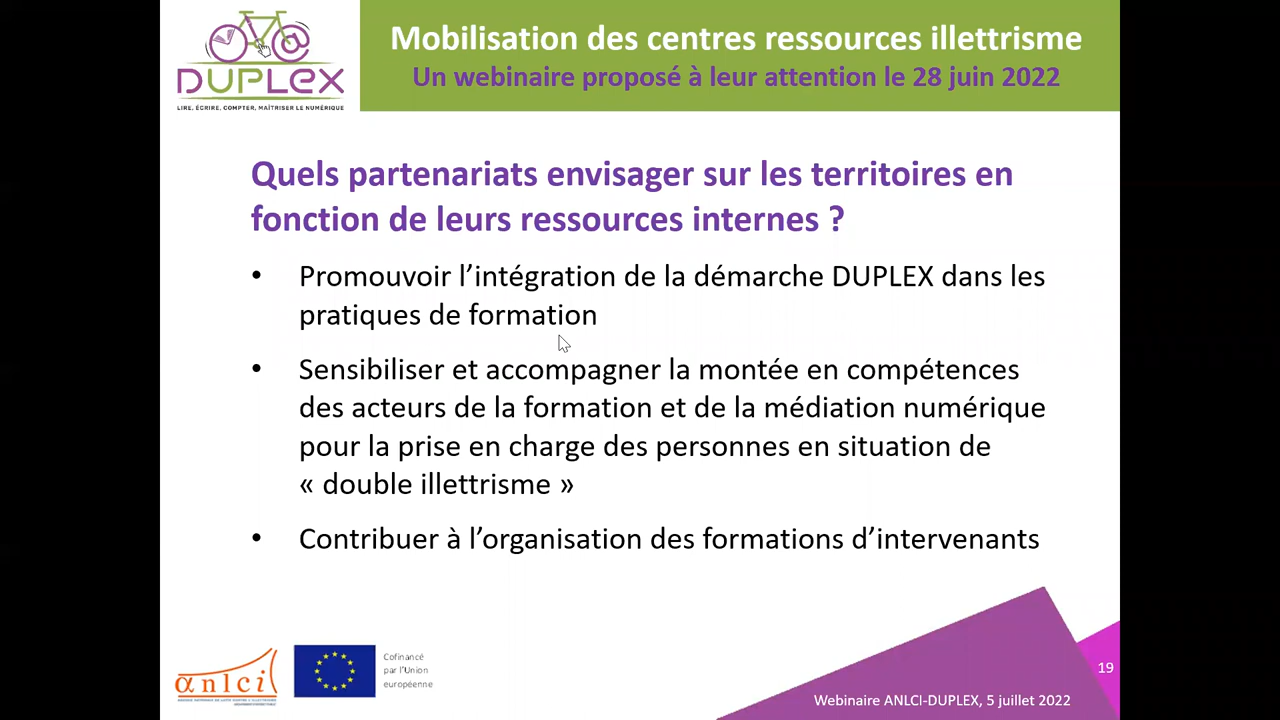 Mobilisation des centres ressources illettrisme
Un webinaire proposé à leur attention le 28 juin 2022
DUPLEX
LIRE, ÉCRIRE, COMPTER, MAÎTRISER LE NUMÉRIQUE
Quels partenariats envisager sur les territoires en
fonction de leurs ressources internes ?
• Promouvoir l’intégration de la démarche DUPLEX dans les
pratiques de formation
• Sensibiliser et accompagner la montée en compétences
des acteurs de la formation et de la médiation numérique
pour la prise en charge des personnes en situation de
« double illettrisme »
• Contribuer à l’organisation des formations d’intervenants
anlci
Cofinancé
par l’Union
européenne
19
Webinaire ANLCI-DUPLEX, 5 juillet 2022